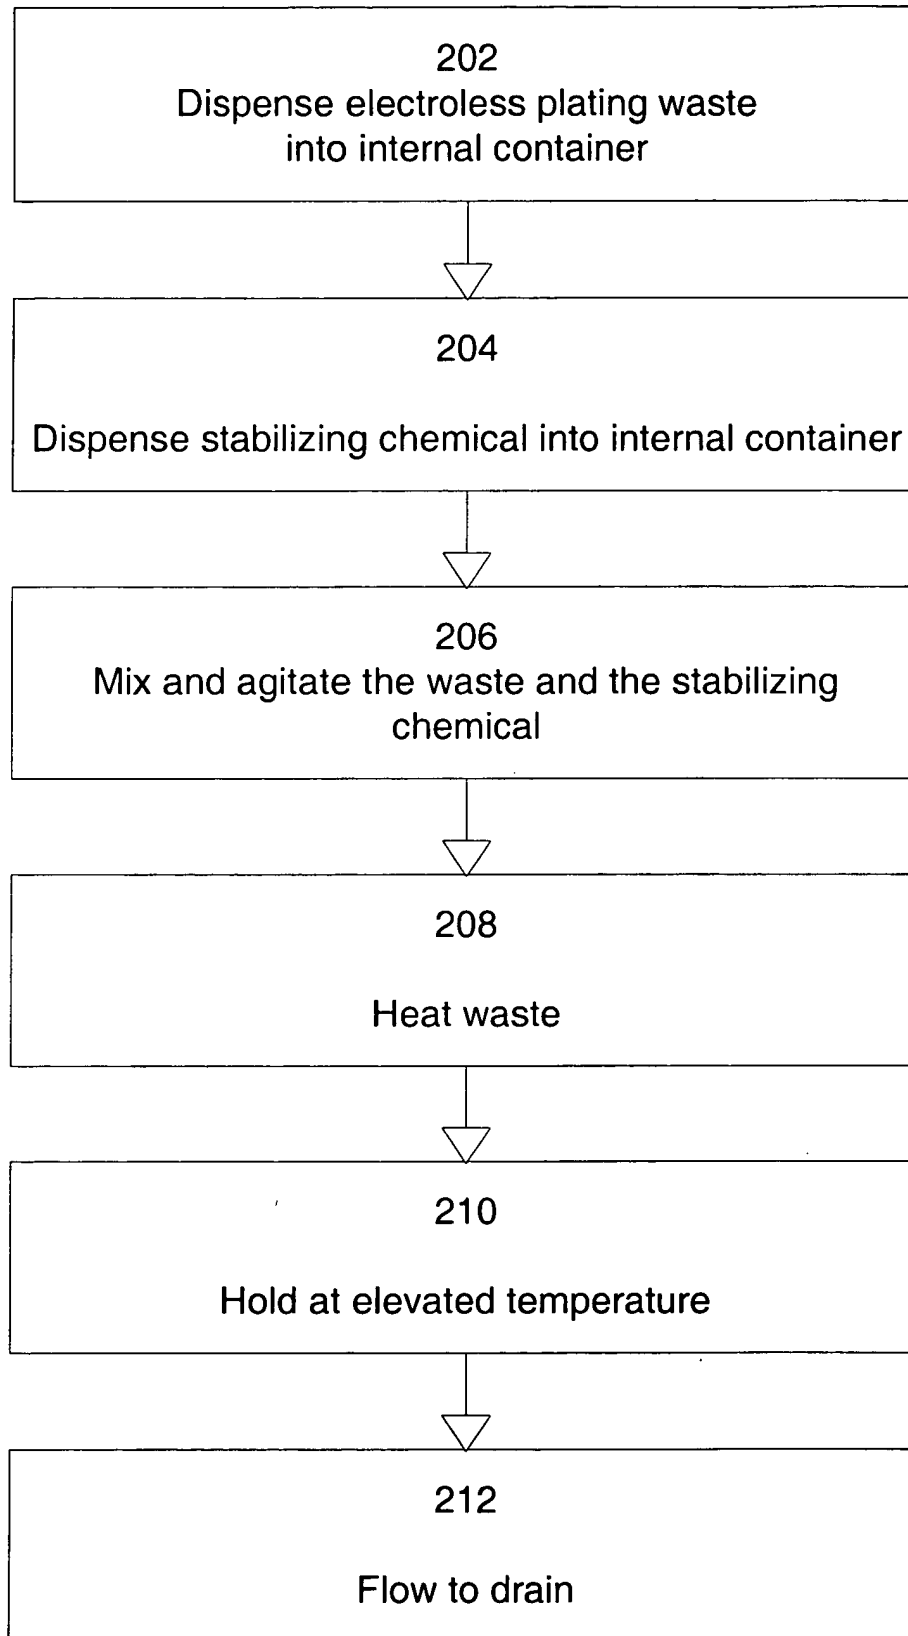 202
Dispense electroless plating waste
into internal container
204
Dispense stabilizing chemical into internal container
206
Mix and agitate the waste and the stabilizing
chemical
208
Heat waste
210
Hold at elevated temperature
212
Flow to drain